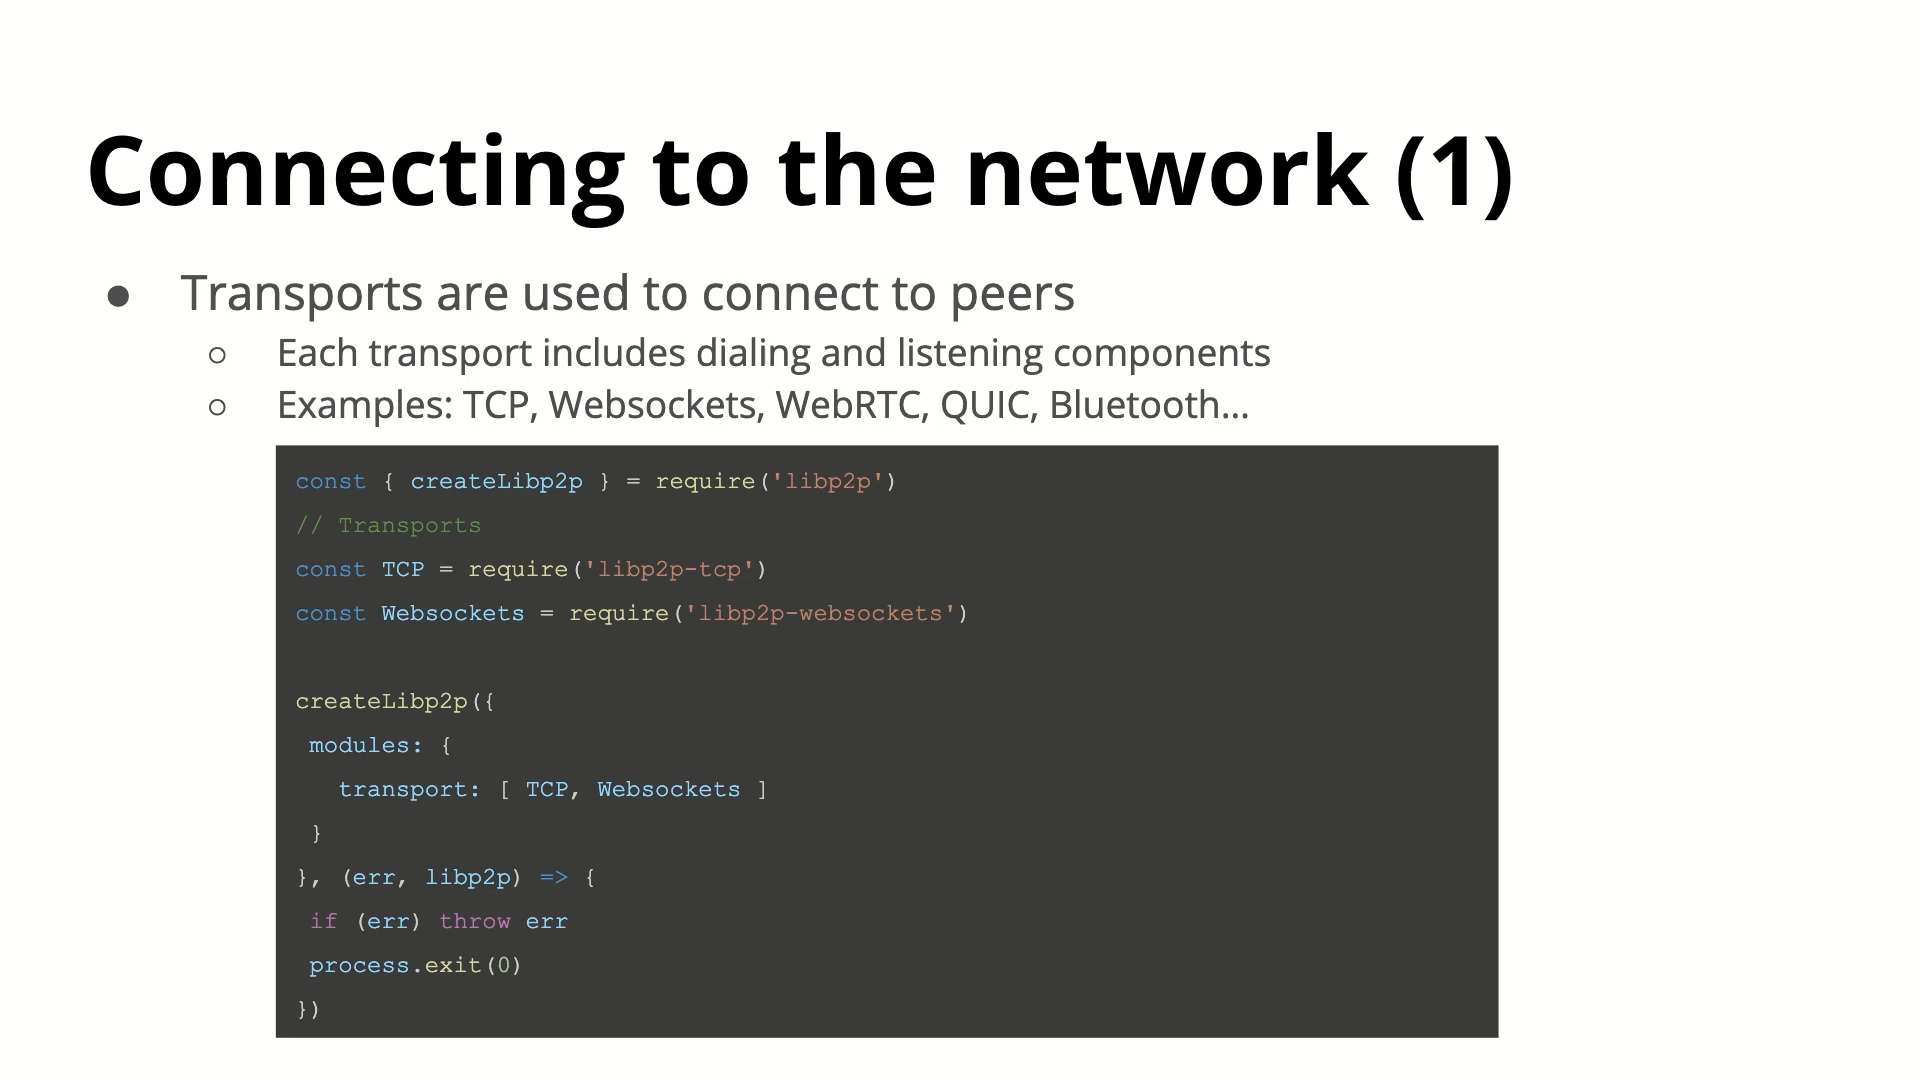 Connecting to the network (1)
● Transports are used to connect to peers
○ Each transport includes dialing and listening components
○ Examples: TCP, Websockets, WebRTC, QUIC, Bluetooth...
const { createLibp2p } = require('libp2p')
// Transports
const TCP = require('libp2p-tcp')
const Websockets = require('libp2p-websockets')
createLibp2p({
 modules: {
   transport: [ TCP, Websockets ]
 }
}, (err, libp2p) => {
 if (err) throw err
 process.exit(0)
})